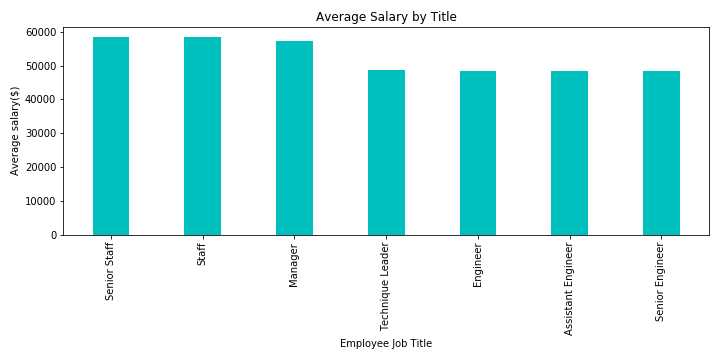 Average Salary by Title
Average salary($)
60000
50000
40000
30000
20000
10000
0
Senior Staff
Staff
Manager
Technique Leader
Engineer
Assistant Engineer
Senior Engineer
Employee Job Title